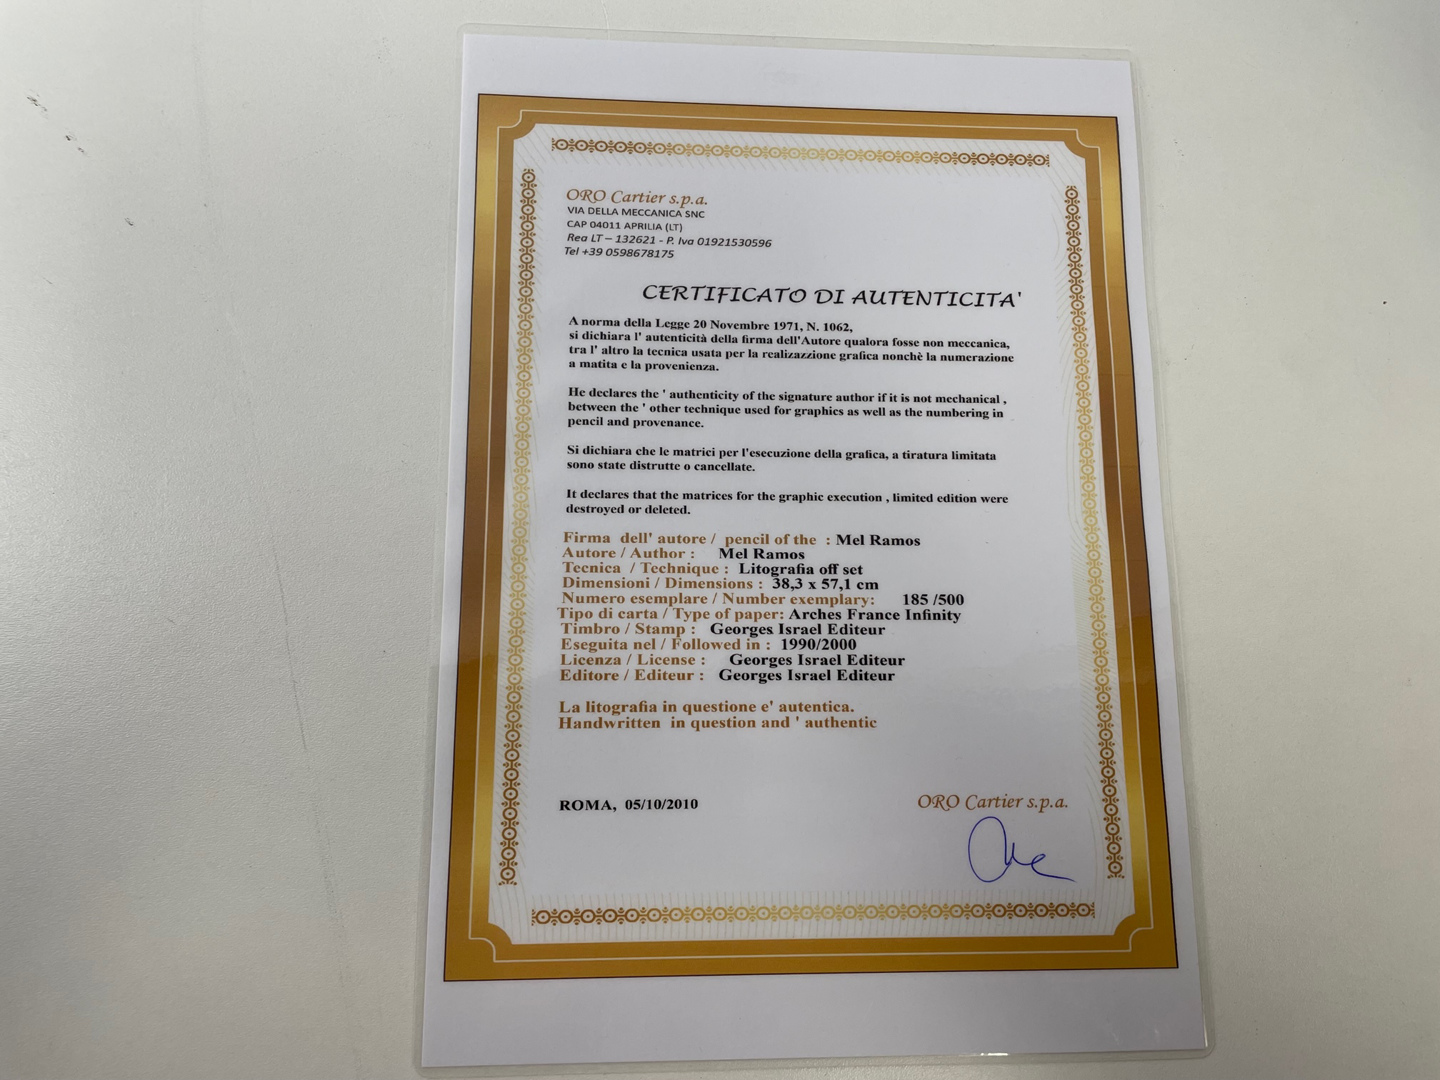 ORO Cartier s.p.a.
VIA DELLA MECCANICA SNC
CAP 04011 APRILIA (LT)
Rea LT – 132621 - P. Iva 01921530596
Tel +39 0598678175
CERTIFICATO DI AUTENTICITA'
A norma della Legge 20 Novembre 1971, N. 1062,
si dichiara l' autenticità della firma dell'Autore qualora fosse non meccanica,
tra l' altro la tecnica usata per la realizazzione grafica nonchè la numerazione
a matita e la provenienza.
He declares the ' authenticity of the signature author if it is not mechanical ,
between the ' other technique used for graphics as well as the numbering in
pencil and provenance.
Si dichiara che le matrici per l'esecuzione della grafica, a tiratura limitata
sono state distrutte o cancellate.
It declares that the matrices for the graphic execution , limited edition were
destroyed or deleted.
Firma dell' autore / pencil of the : Mel Ramos
Autore / Author : Mel Ramos
Tecnica / Technique : Litografia off set
Dimensioni / Dimensions : 38,3 x 57,1 cm
Numero esemplare / Number exemplary: 185 /500
Tipo di carta / Type of paper: Arches France Infinity
Timbro / Stamp : Georges Israel Editeur
Eseguita nel / Followed in : 1990/2000
Licenza / License : Georges Israel Editeur
Editore / Editeur : Georges Israel Editeur
La litografia in questione e' autentica.
Handwritten in question and ' authentic
ROMA, 05/10/2010
ORO Cartier s.p.a.